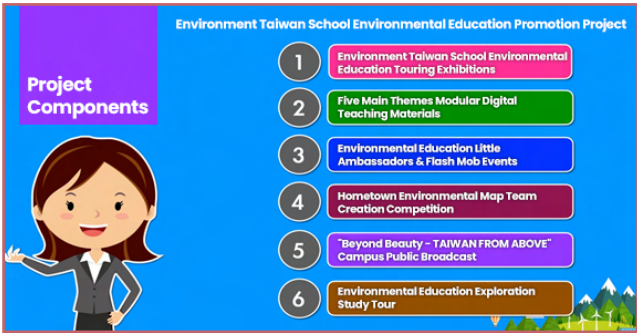 Environment Taiwan School Environmental Education Promotion Project
Project
Components
1
Environment Taiwan School Environmental
Education Touring Exhibitions
2
Five Main Themes Modular Digital
Teaching Materials
3
Environmental Education Little
Ambassadors & Flash Mob Events
4
Hometown Environmental Map Team
Creation Competition
5
"Beyond Beauty - TAIWAN FROM ABOVE"
Campus Public Broadcast
6
Environmental Education Exploration
Study Tour